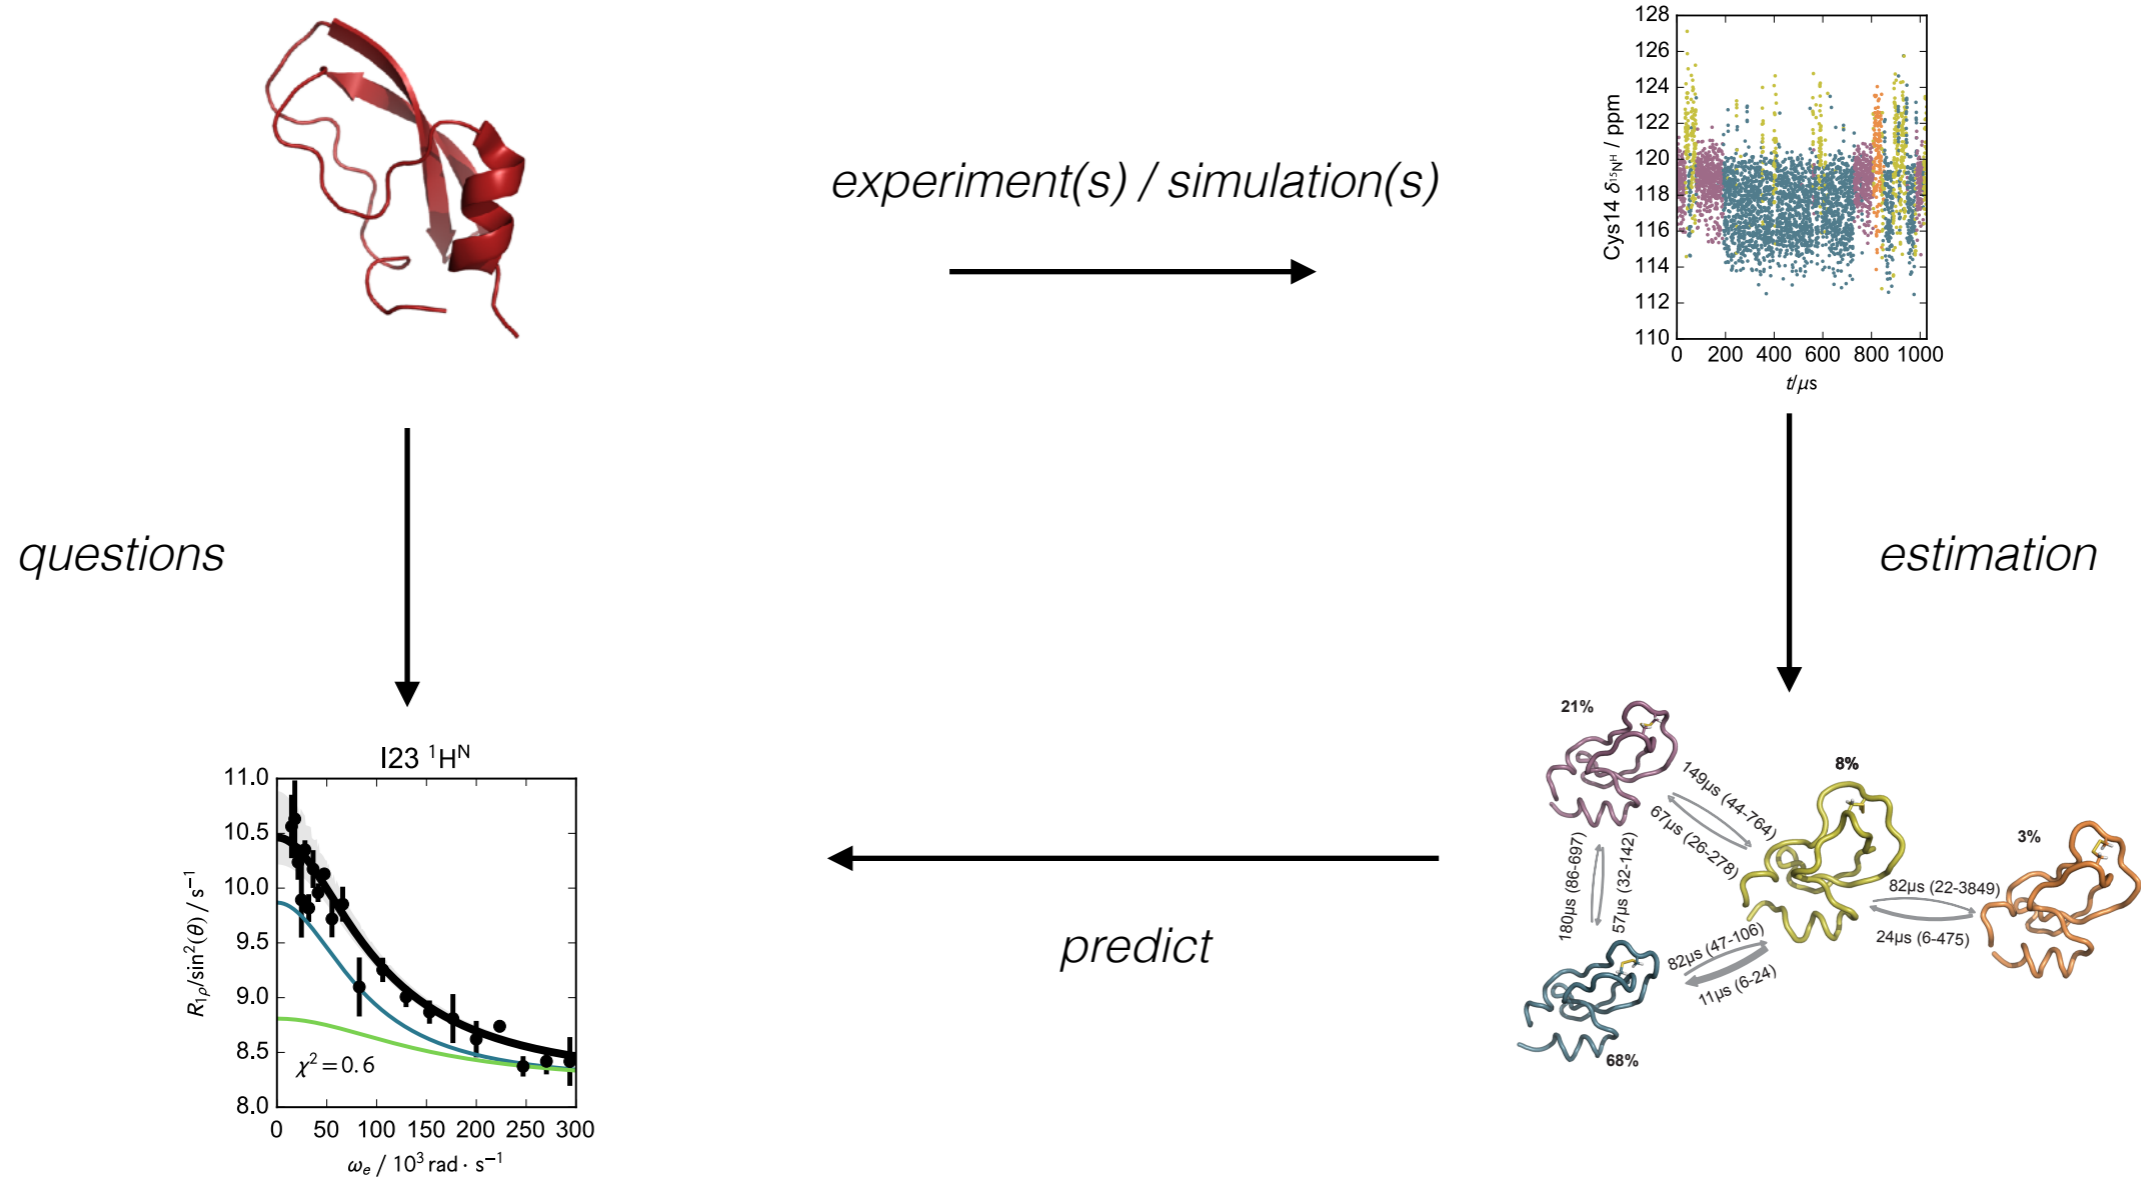 experiment(s) / simulation(s)
128
126
124
122
120
118
116
114
112
110
Cys14 δ¹⁵Nᴴ / ppm
0 200 400 600 800 1000
t/μs
questions
estimation
predict
I23 ¹Hᴺ
11.0
10.5
10.0
9.5
9.0
8.5
8.0
R₁ρ/sin²(θ) / s⁻¹
χ² = 0.6
0 50 100 150 200 250 300
ωₑ / 10³ rad · s⁻¹
21%
149μs (44-764)
67μs (26-278)
8%
180μs (86-697)
57μs (32-142)
3%
82μs (22-3849)
24μs (6-475)
82μs (47-106)
11μs (6-24)
68%